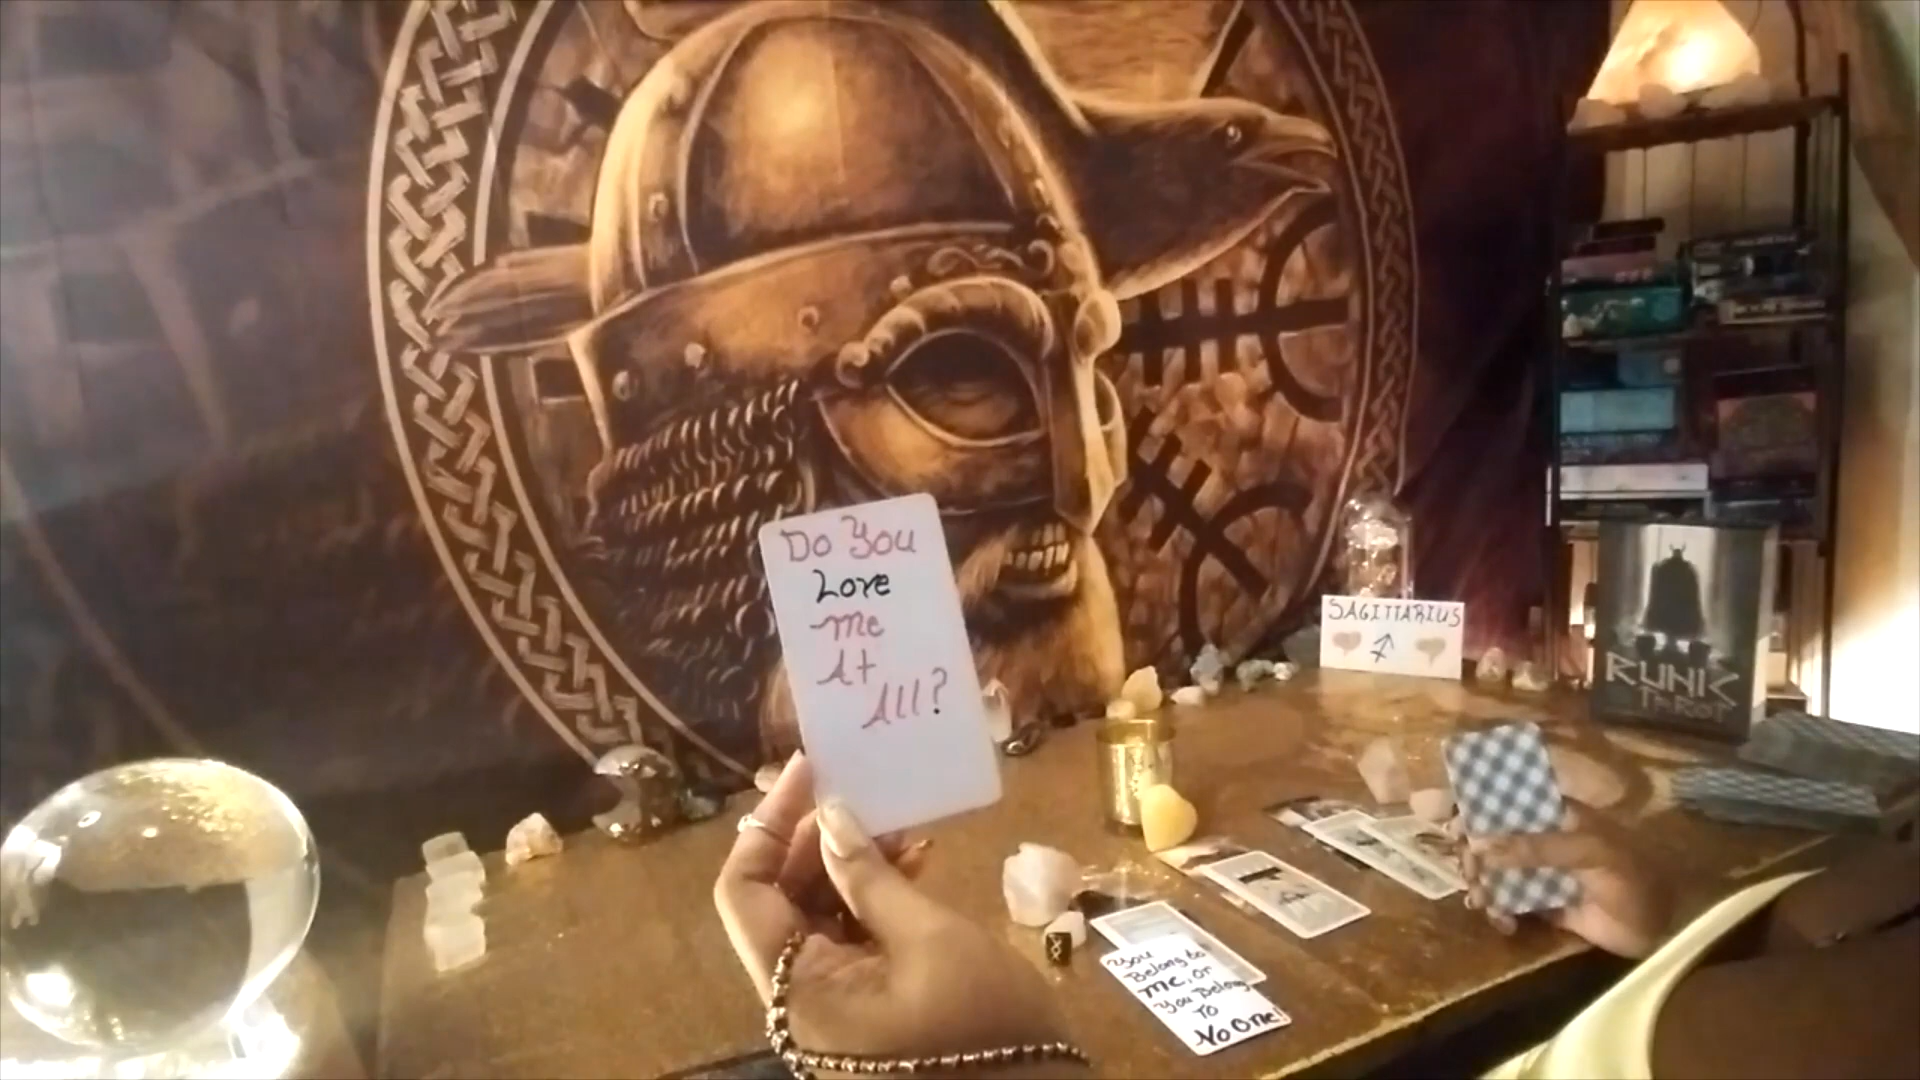 Do You
Love
Me
At
All?
SAGITTARIUS
RUNIC
TAROT
You
Belong to
Me, or
You Belong
To
No One!